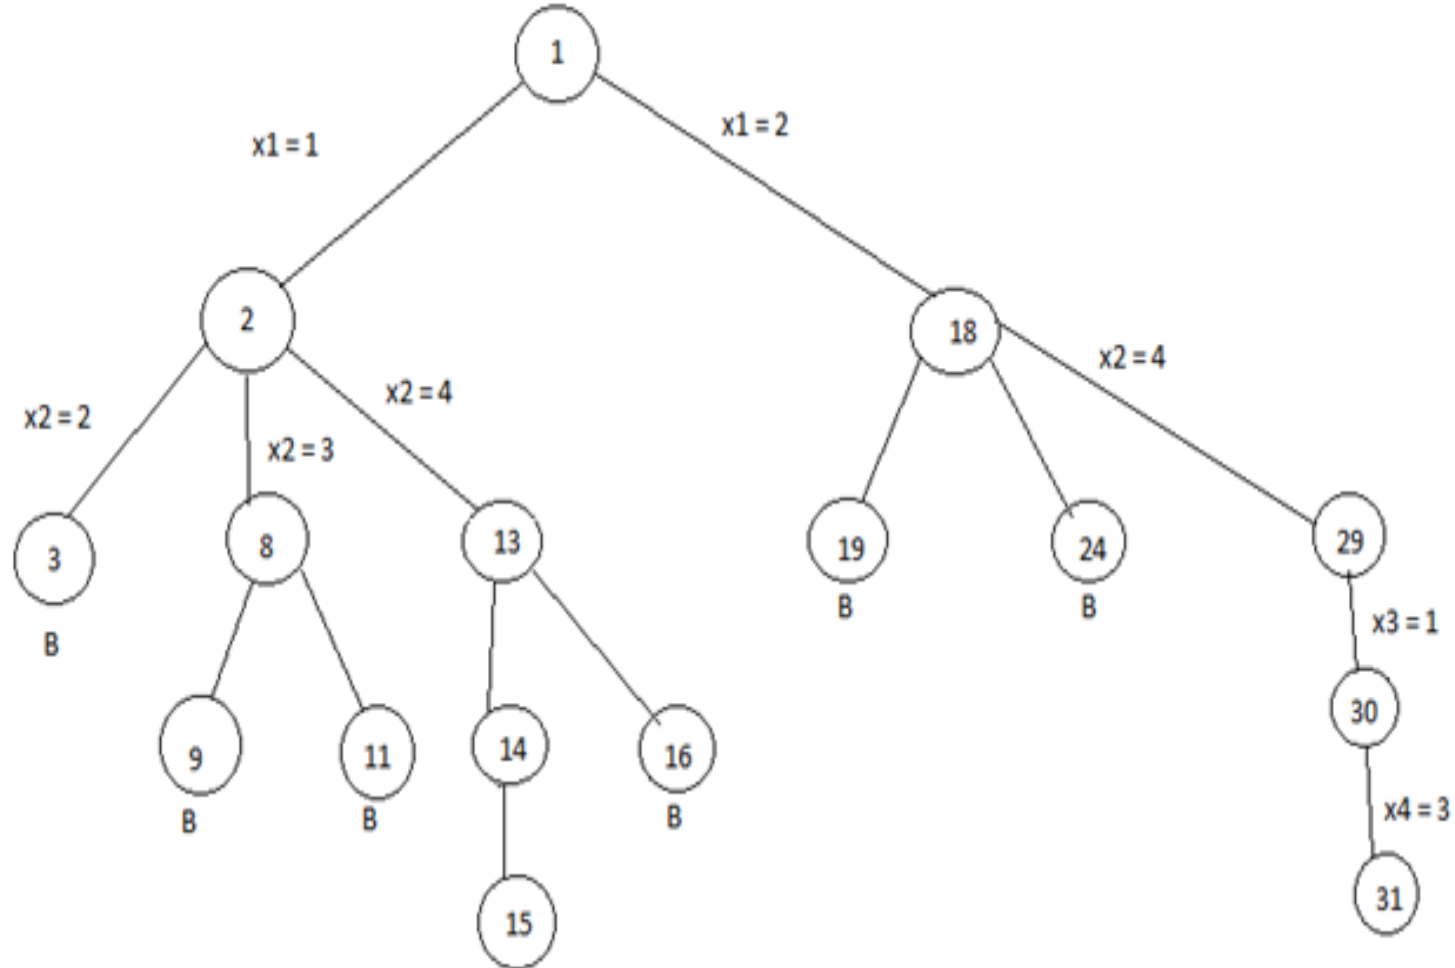 1
x1 = 1
x1 = 2
2
18
x2 = 2
x2 = 3
x2 = 4
x2 = 4
3
8
13
19
24
29
B
B
B
x3 = 1
9
11
14
16
30
B
B
B
x4 = 3
15
31